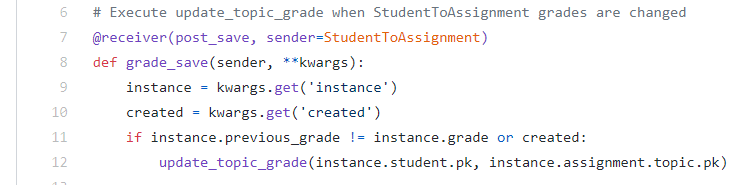 6 # Execute update_topic_grade when StudentToAssignment grades are changed
7 @receiver(post_save, sender=StudentToAssignment)
8 def grade_save(sender, **kwargs):
9     instance = kwargs.get('instance')
10     created = kwargs.get('created')
11     if instance.previous_grade != instance.grade or created:
12         update_topic_grade(instance.student.pk, instance.assignment.topic.pk)